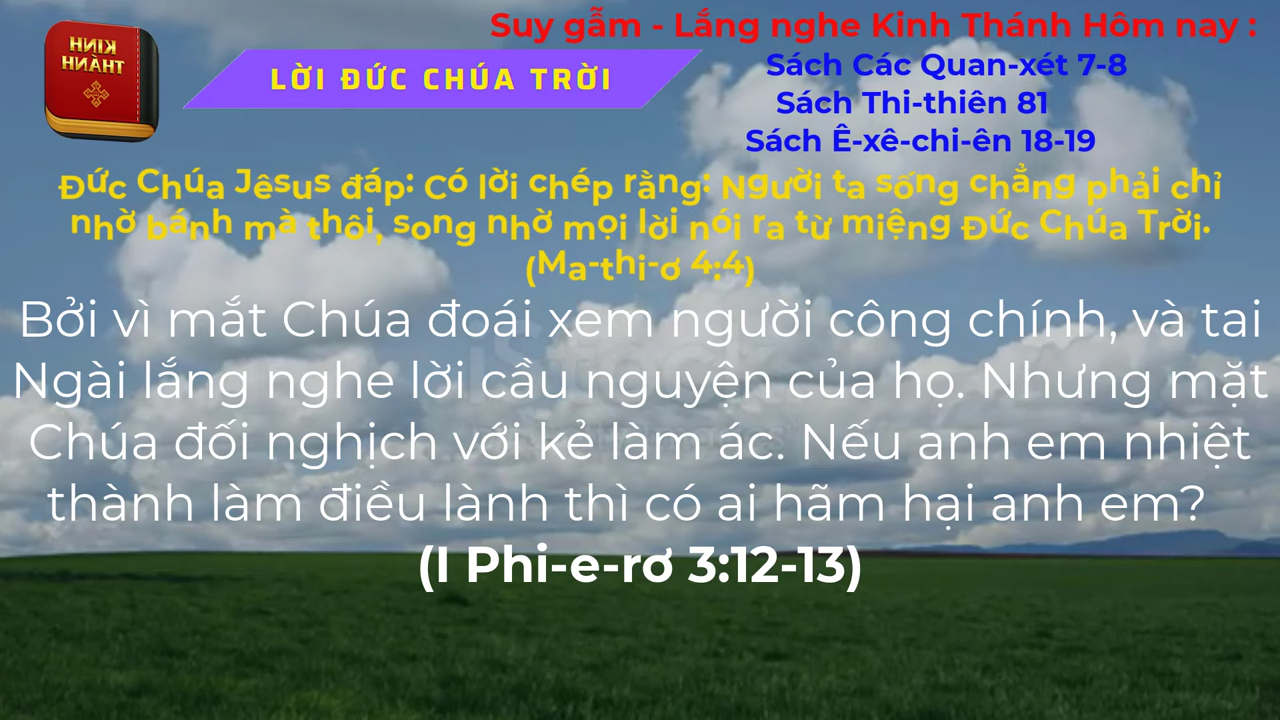 Suy gẫm - Lắng nghe Kinh Thánh Hôm nay :
KINH
THÀNH
LỜI ĐỨC CHÚA TRỜI
Sách Các Quan-xét 7-8
Sách Thi-thiên 81
Sách Ê-xê-chi-ên 18-19
Đức Chúa Jêsus đáp: Có lời chép rằng: Người ta sống chẳng phải chỉ
nhờ bánh mà thôi, song nhờ mọi lời nói ra từ miệng Đức Chúa Trời.
(Ma-thi-ơ 4:4)
Bởi vì mắt Chúa đoái xem người công chính, và tai
Ngài lắng nghe lời cầu nguyện của họ. Nhưng mặt
Chúa đối nghịch với kẻ làm ác. Nếu anh em nhiệt
thành làm điều lành thì có ai hãm hại anh em?
(I Phi-e-rơ 3:12-13)